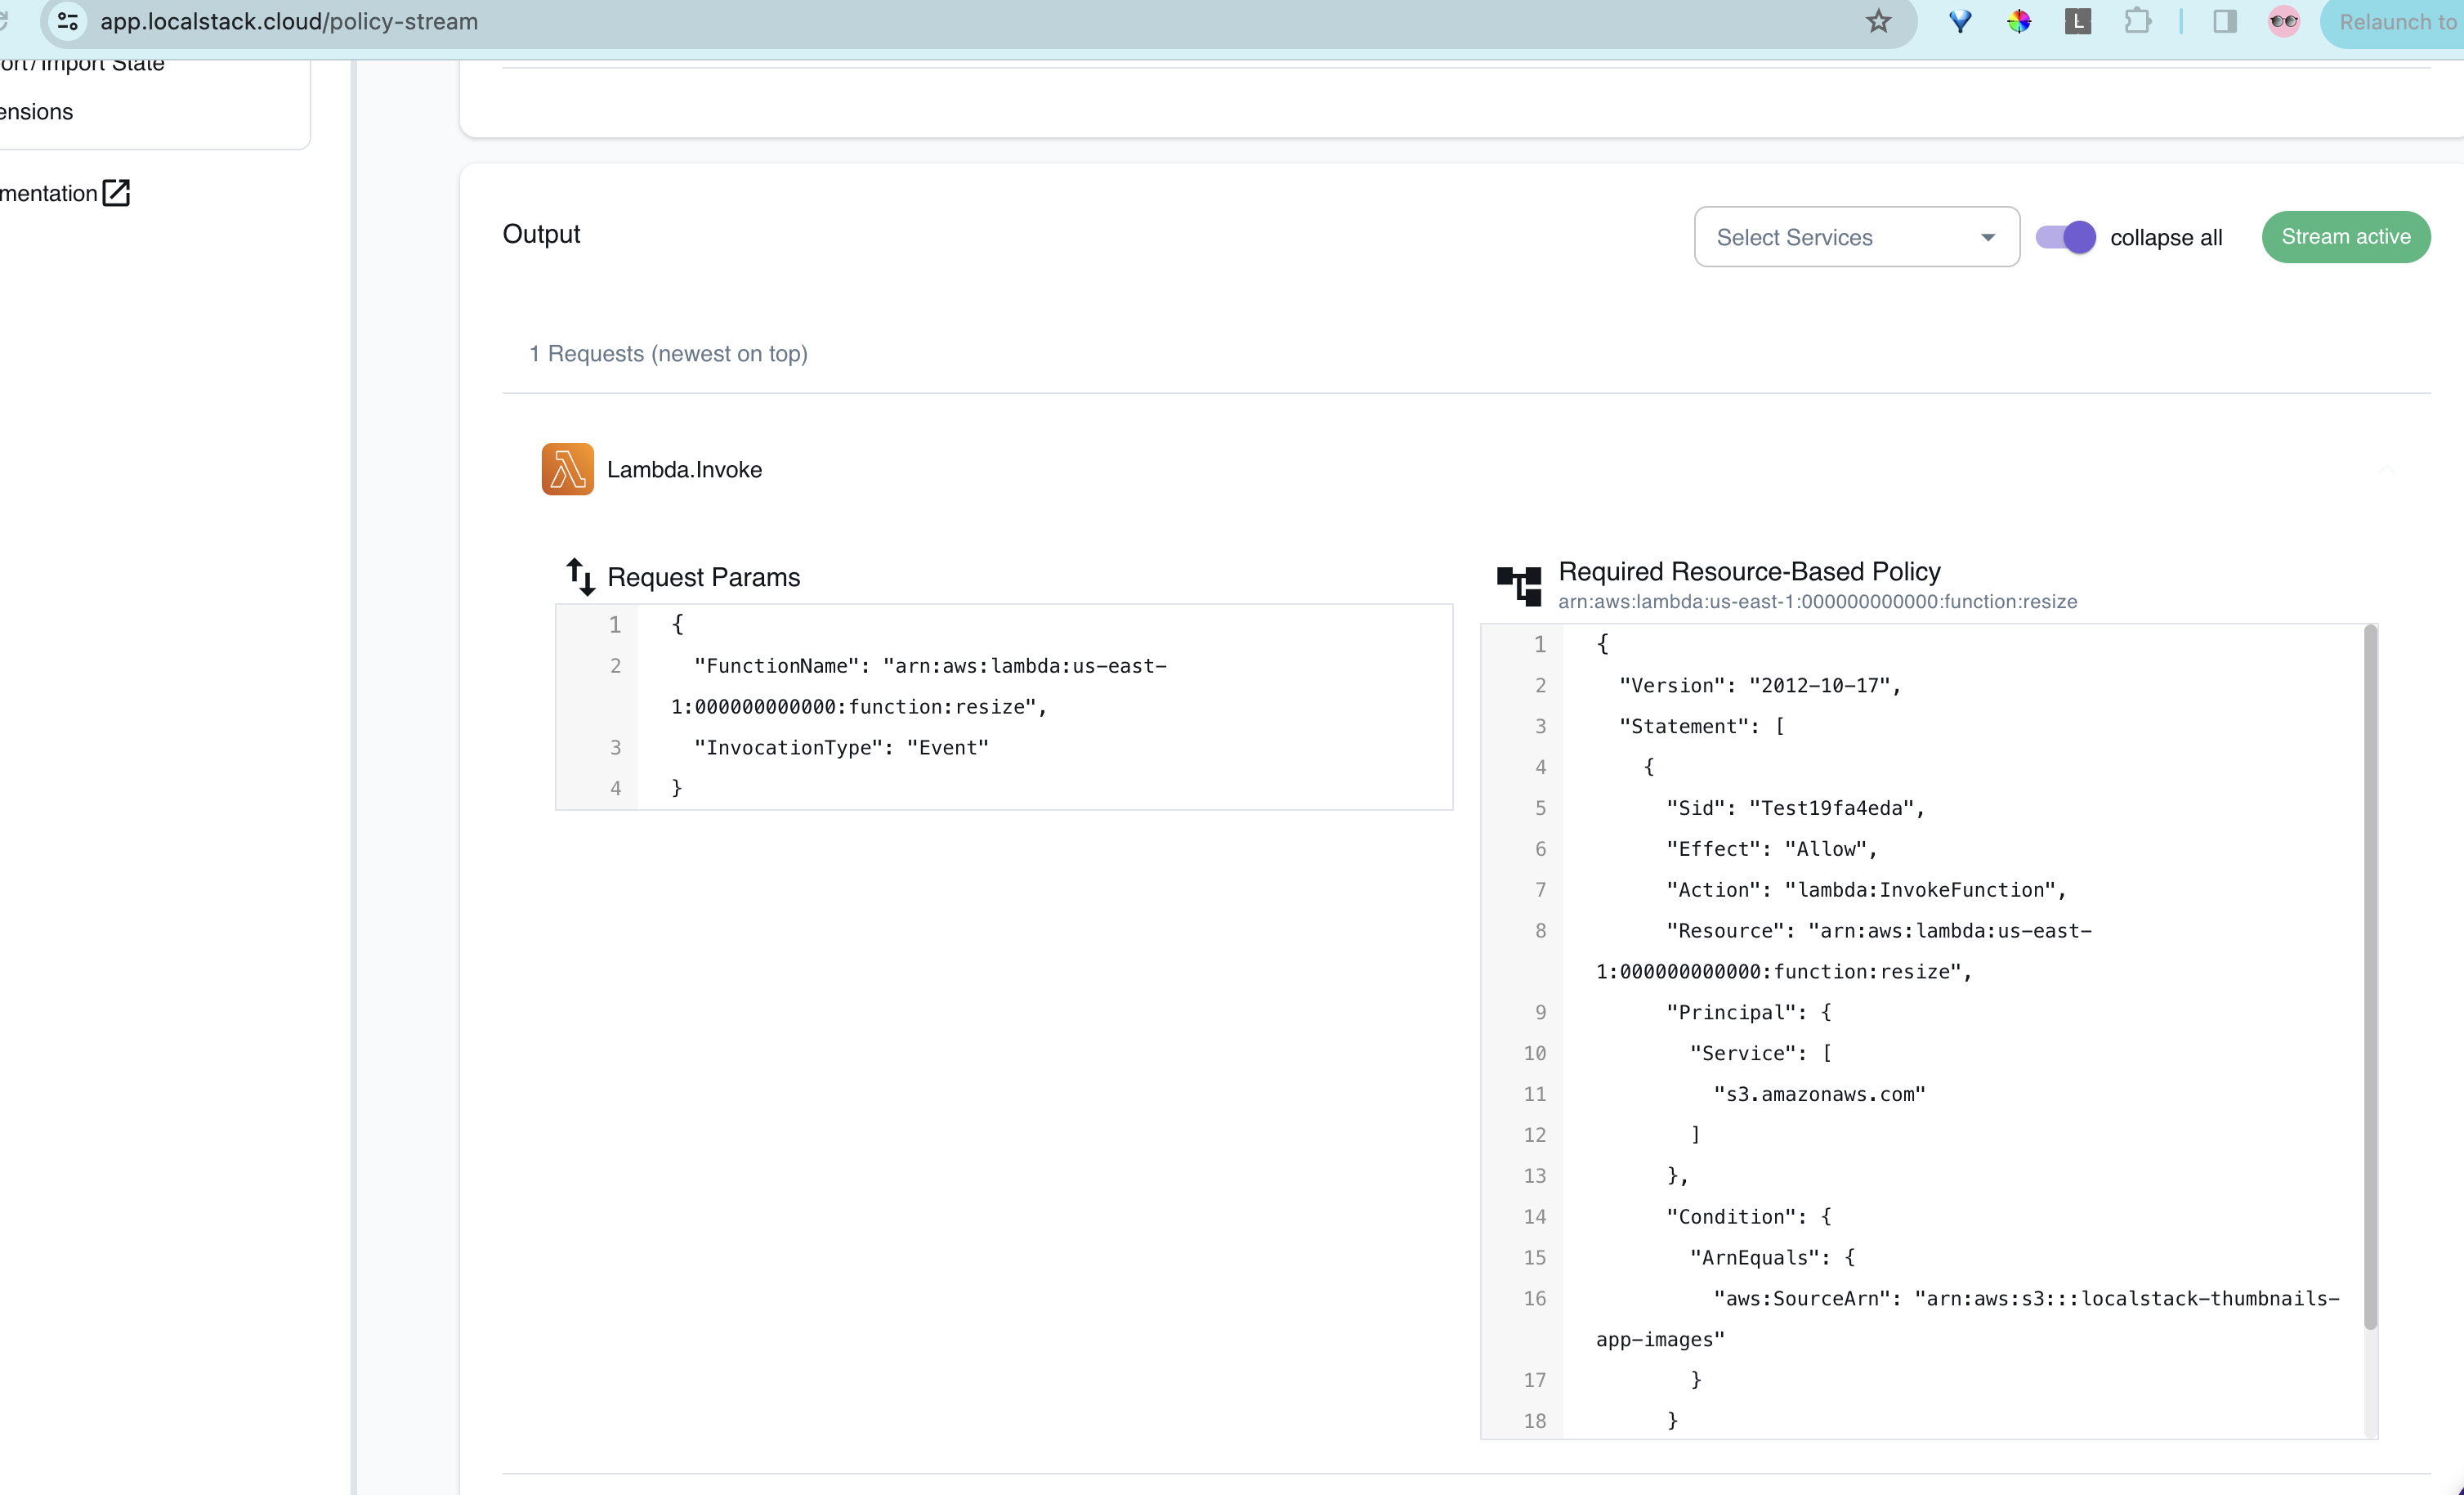 app.localstack.cloud/policy-stream
Relaunch to
ort/Import State
ensions
mentation
Output
Select Services
collapse all
Stream active
1 Requests (newest on top)
Lambda.Invoke
Request Params
1 {
2 "FunctionName": "arn:aws:lambda:us-east-
1:000000000000:function:resize",
3 "InvocationType": "Event"
4 }
Required Resource-Based Policy
arn:aws:lambda:us-east-1:000000000000:function:resize
1 {
2 "Version": "2012-10-17",
3 "Statement": [
4 {
5 "Sid": "Test19fa4eda",
6 "Effect": "Allow",
7 "Action": "lambda:InvokeFunction",
8 "Resource": "arn:aws:lambda:us-east-
1:000000000000:function:resize",
9 "Principal": {
10 "Service": [
11 "s3.amazonaws.com"
12 ]
13 },
14 "Condition": {
15 "ArnEquals": {
16 "aws:SourceArn": "arn:aws:s3:::localstack-thumbnails-
app-images"
17 }
18 }